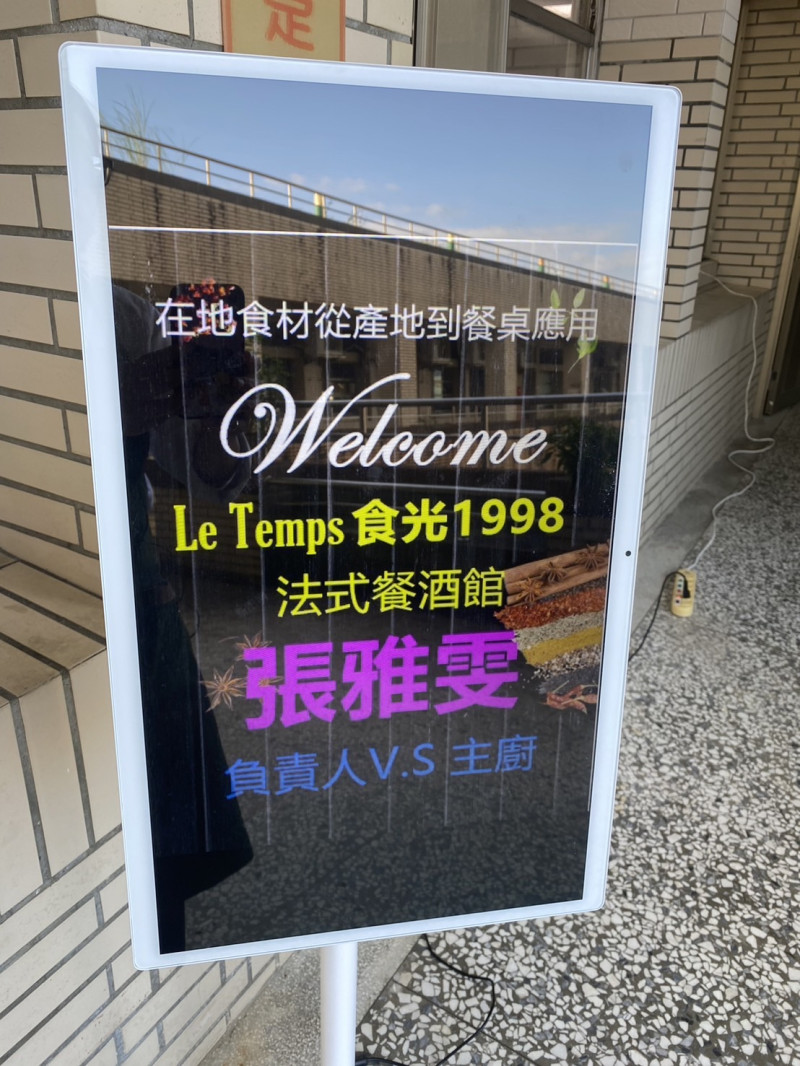 足
在地食材從產地到餐桌應用
Welcome
Le Temps 食光1998
法式餐酒館
張雅雯
負責人V.S 主廚